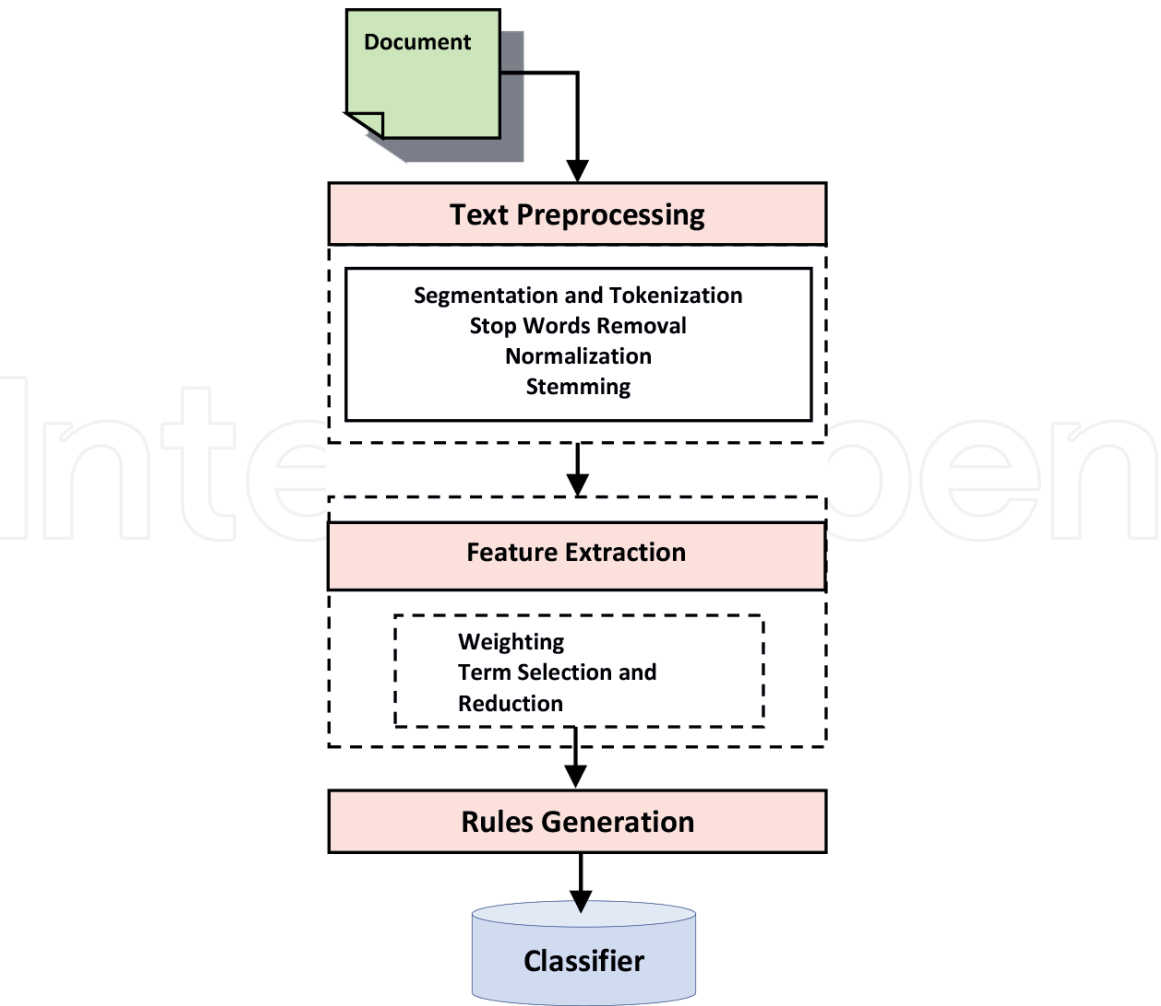 Document
Text Preprocessing
Segmentation and Tokenization
Stop Words Removal
Normalization
Stemming
Feature Extraction
Weighting
Term Selection and
Reduction
Rules Generation
Classifier